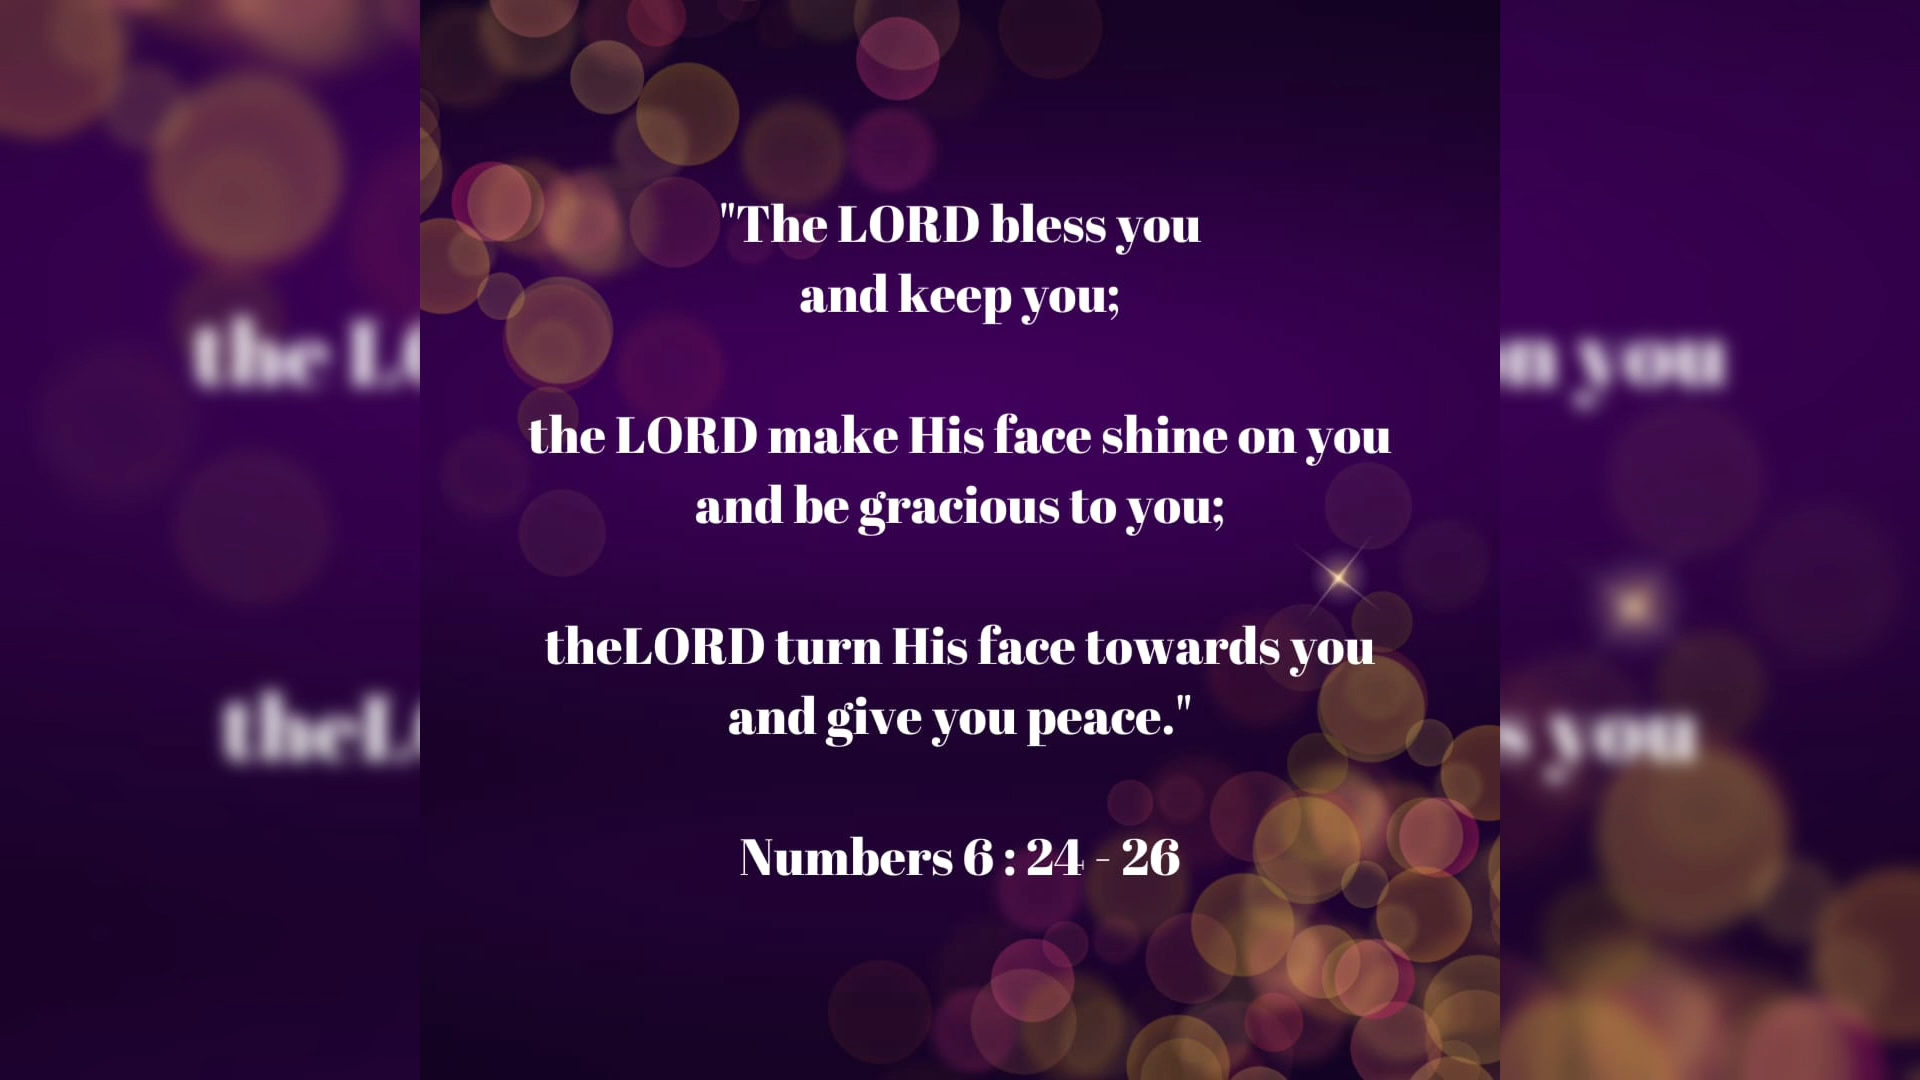 "The LORD bless you
and keep you;
the LORD make His face shine on you
and be gracious to you;
theLORD turn His face towards you
and give you peace."
Numbers 6 : 24 - 26